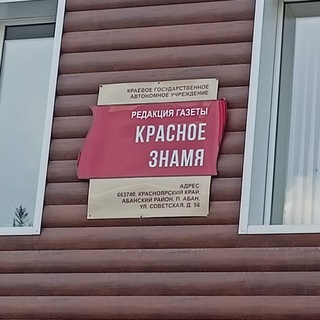 КРАЕВОЕ ГОСУДАРСТВЕННОЕ
АВТОНОМНОЕ УЧРЕЖДЕНИЕ
РЕДАКЦИЯ ГАЗЕТЫ
КРАСНОЕ
ЗНАМЯ
АДРЕС:
663740, КРАСНОЯРСКИЙ КРАЙ,
АБАНСКИЙ РАЙОН, П. АБАН,
УЛ. СОВЕТСКАЯ, Д. 56